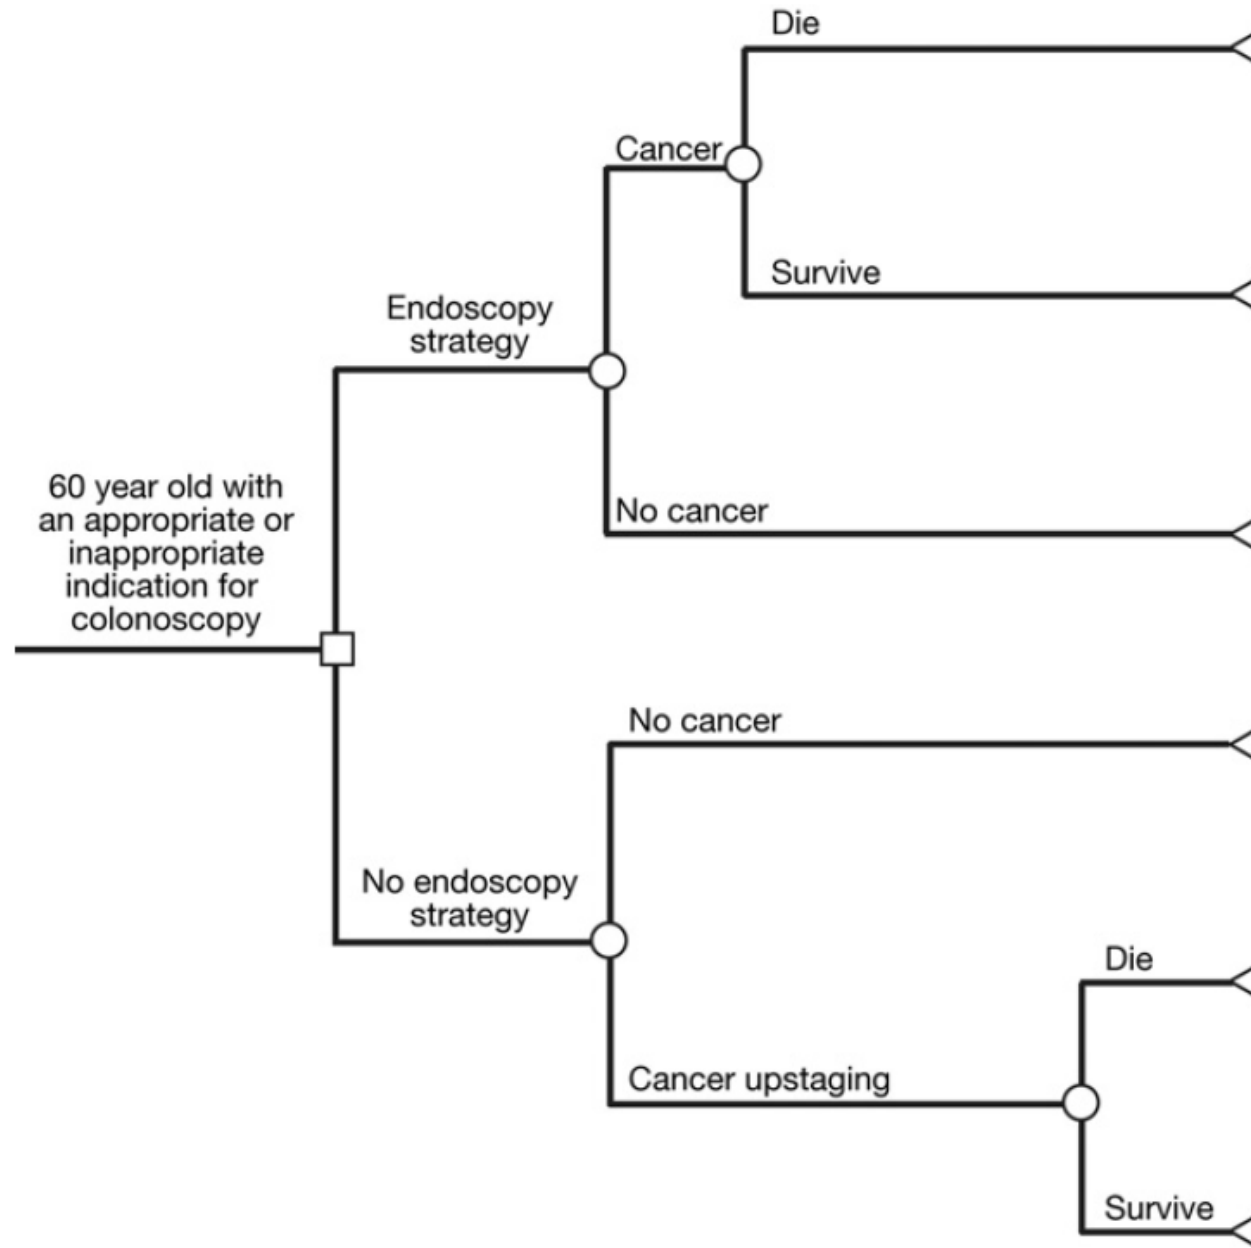 Die
Cancer
Survive
Endoscopy
strategy
No cancer
60 year old with
an appropriate or
inappropriate
indication for
colonoscopy
No cancer
No endoscopy
strategy
Die
Cancer upstaging
Survive